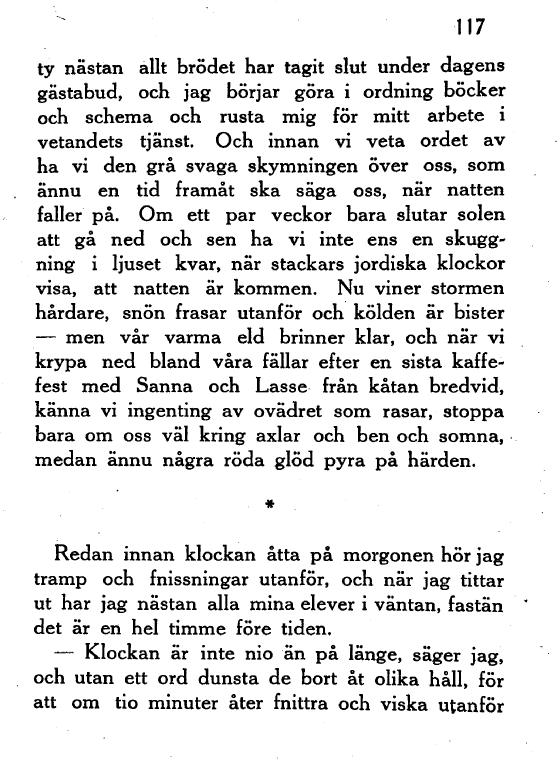 117
ty nästan allt brödet har tagit slut under dagens
gästabud, och jag börjar göra i ordning böcker
och schema och rusta mig för mitt arbete i
vetandets tjänst. Och innan vi veta ordet av
ha vi den grå svaga skymningen över oss, som
ännu en tid framåt ska säga oss, när natten
faller på. Om ett par veckor bara slutar solen
att gå ned och sen ha vi inte ens en skugg-
ning i ljuset kvar, när stackars jordiska klockor
visa, att natten är kommen. Nu viner stormen
hårdare, snön frasar utanför och kölden är bister
— men vår varma eld brinner klar, och när vi
krypa ned bland våra fällar efter en sista kaffe-
fest med Sanna och Lasse från kåtan bredvid,
känna vi ingenting av ovädret som rasar, stoppa
bara om oss väl kring axlar och ben och somna,
medan ännu några röda glöd pyra på härden.
*
Redan innan klockan åtta på morgonen hör jag
tramp och fnissningar utanför, och när jag tittar
ut har jag nästan alla mina elever i väntan, fastän
det är en hel timme före tiden.
— Klockan är inte nio än på länge, säger jag,
och utan ett ord dunsta de bort åt olika håll, för
att om tio minuter åter fnittra och viska utanför